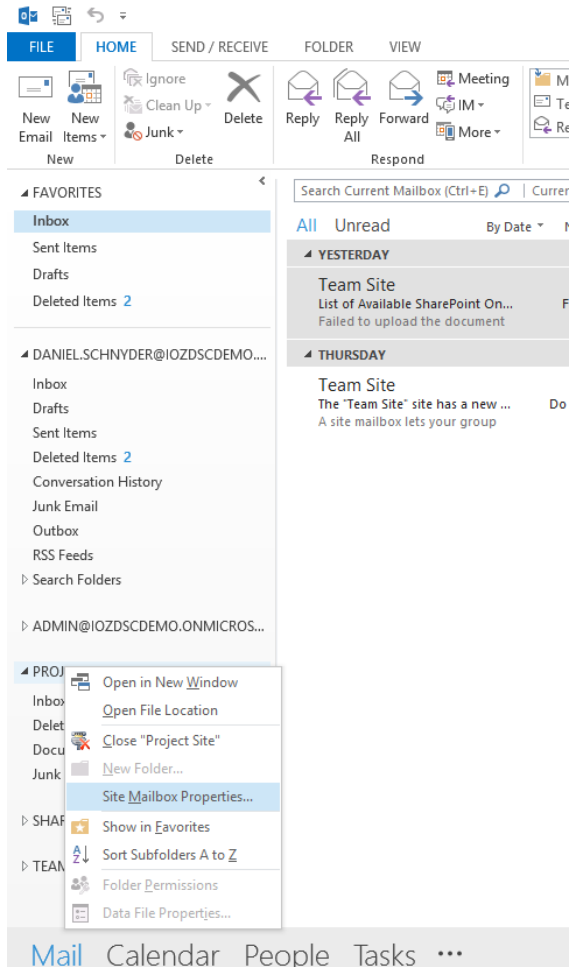 FILE HOME SEND / RECEIVE FOLDER VIEW
New Email
New Items
Ignore
Clean Up
Junk
Delete
Reply
Reply All
Forward
Meeting
IM
More
M
Te
Re
New Delete Respond
FAVORITES
Inbox
Sent Items
Drafts
Deleted Items 2
DANIEL.SCHNYDER@IOZDSCDEMO....
Inbox
Drafts
Sent Items
Deleted Items 2
Conversation History
Junk Email
Outbox
RSS Feeds
Search Folders
ADMIN@IOZDSCDEMO.ONMICROS...
PROJ
Inbox
Delet
Docu
Junk
SHAR
TEAM
Open in New Window
Open File Location
Close "Project Site"
New Folder...
Site Mailbox Properties...
Show in Favorites
Sort Subfolders A to Z
Folder Permissions
Data File Properties...
Search Current Mailbox (Ctrl+E) Curren
All Unread By Date
YESTERDAY
Team Site
List of Available SharePoint On... F
Failed to upload the document
THURSDAY
Team Site
The "Team Site" site has a new ... Do
A site mailbox lets your group
Mail Calendar People Tasks ...